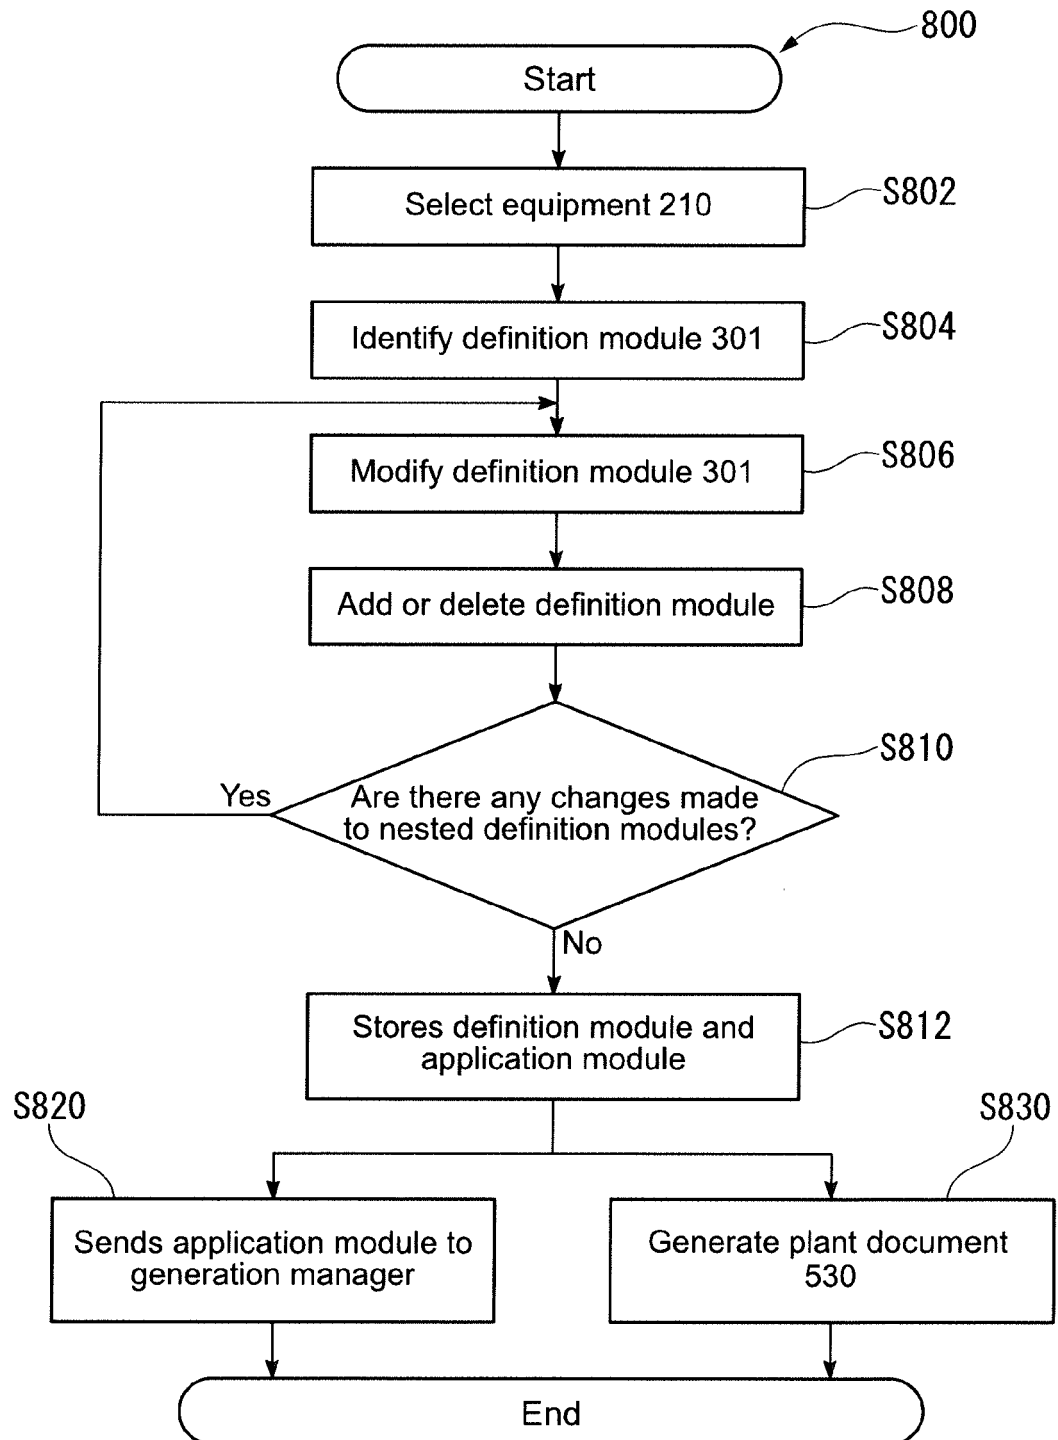 800
Start
Select equipment 210
S802
Identify definition module 301
S804
Modify definition module 301
S806
Add or delete definition module
S808
S810
Yes
Are there any changes made
to nested definition modules?
No
Stores definition module and
application module
S812
S820
S830
Sends application module to
generation manager
Generate plant document
530
End